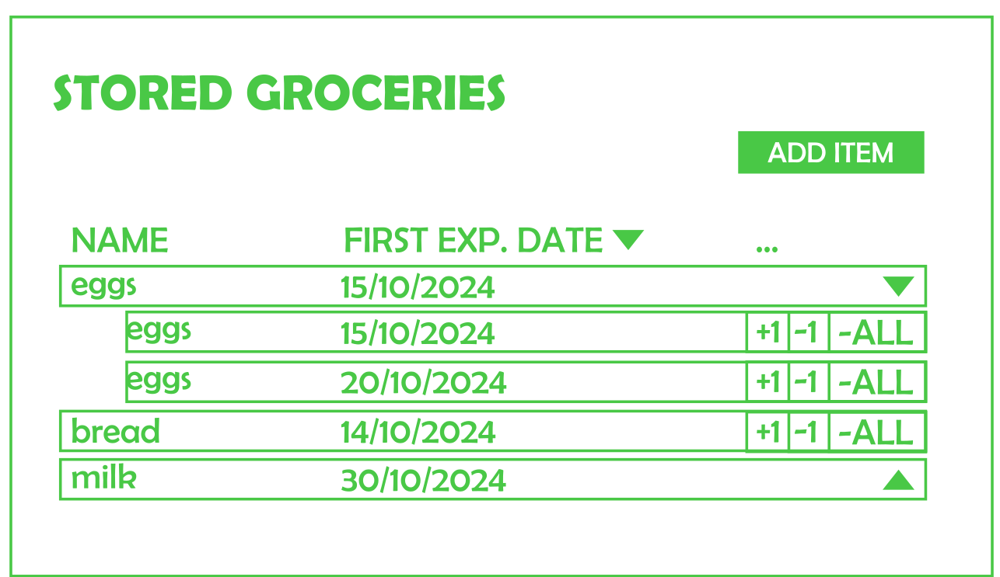 STORED GROCERIES
ADD ITEM
NAME FIRST EXP. DATE ...
eggs 15/10/2024
eggs 15/10/2024 +1 -1 -ALL
eggs 20/10/2024 +1 -1 -ALL
bread 14/10/2024 +1 -1 -ALL
milk 30/10/2024